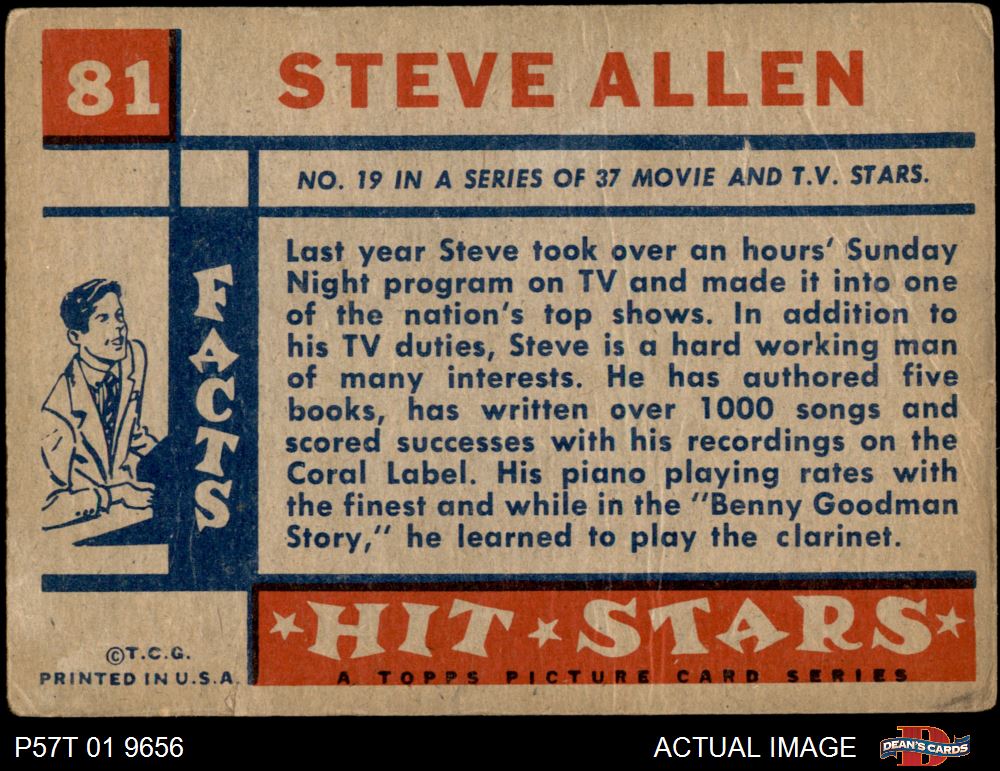 81
STEVE ALLEN
NO. 19 IN A SERIES OF 37 MOVIE AND T.V. STARS.
FACTS
Last year Steve took over an hours' Sunday
Night program on TV and made it into one
of the nation's top shows. In addition to
his TV duties, Steve is a hard working man
of many interests. He has authored five
books, has written over 1000 songs and
scored successes with his recordings on the
Coral Label. His piano playing rates with
the finest and while in the "Benny Goodman
Story," he learned to play the clarinet.
HIT STARS
A TOPPS PICTURE CARD SERIES
©T.C.G.
PRINTED IN U.S.A.
P57T 01 9656
ACTUAL IMAGE
DEAN'S CARDS